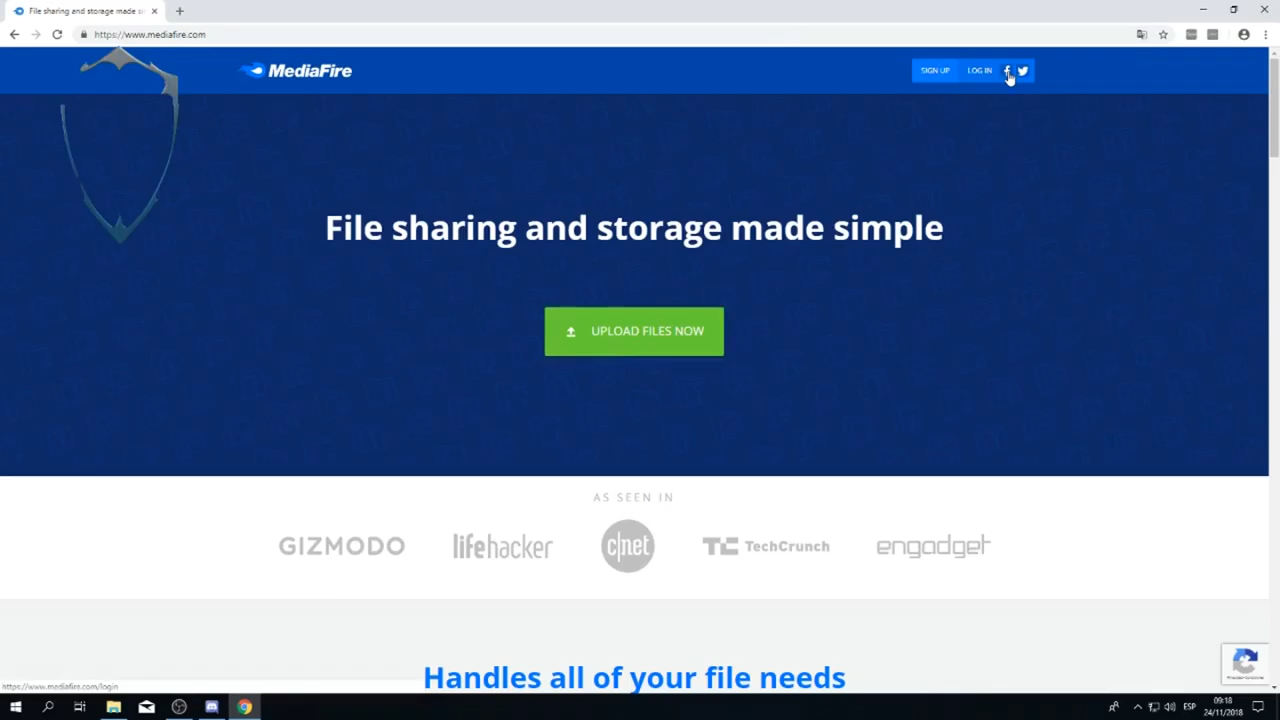 File sharing and storage made si
https://www.mediafire.com
MediaFire
SIGN UP
LOG IN
File sharing and storage made simple
UPLOAD FILES NOW
AS SEEN IN
GIZMODO
lifehacker
c|net
TC TechCrunch
engadget
Handles all of your file needs
https://www.mediafire.com/login
ESP
09:18
24/11/2018